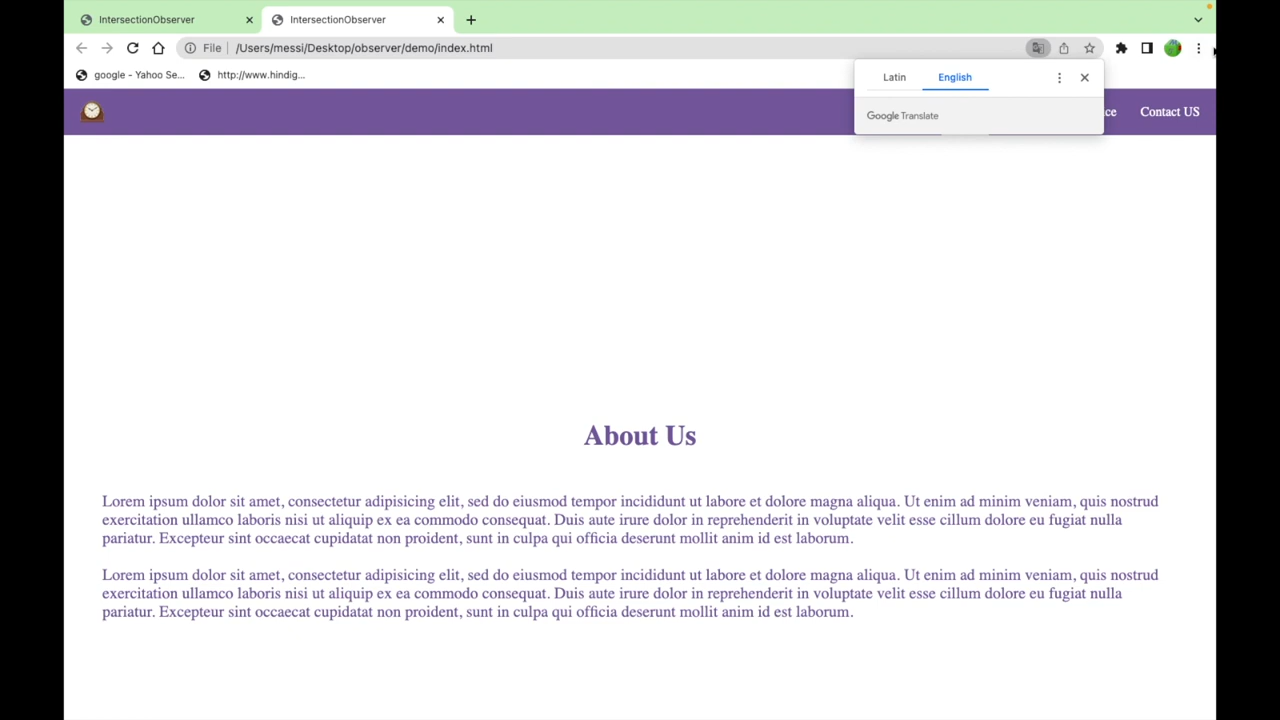 IntersectionObserver
IntersectionObserver
File /Users/messi/Desktop/observer/demo/index.html
google - Yahoo Se...
http://www.hindig...
Latin
English
Google Translate
Contact US
About Us
Lorem ipsum dolor sit amet, consectetur adipisicing elit, sed do eiusmod tempor incididunt ut labore et dolore magna aliqua. Ut enim ad minim veniam, quis nostrud
exercitation ullamco laboris nisi ut aliquip ex ea commodo consequat. Duis aute irure dolor in reprehenderit in voluptate velit esse cillum dolore eu fugiat nulla
pariatur. Excepteur sint occaecat cupidatat non proident, sunt in culpa qui officia deserunt mollit anim id est laborum.
Lorem ipsum dolor sit amet, consectetur adipisicing elit, sed do eiusmod tempor incididunt ut labore et dolore magna aliqua. Ut enim ad minim veniam, quis nostrud
exercitation ullamco laboris nisi ut aliquip ex ea commodo consequat. Duis aute irure dolor in reprehenderit in voluptate velit esse cillum dolore eu fugiat nulla
pariatur. Excepteur sint occaecat cupidatat non proident, sunt in culpa qui officia deserunt mollit anim id est laborum.